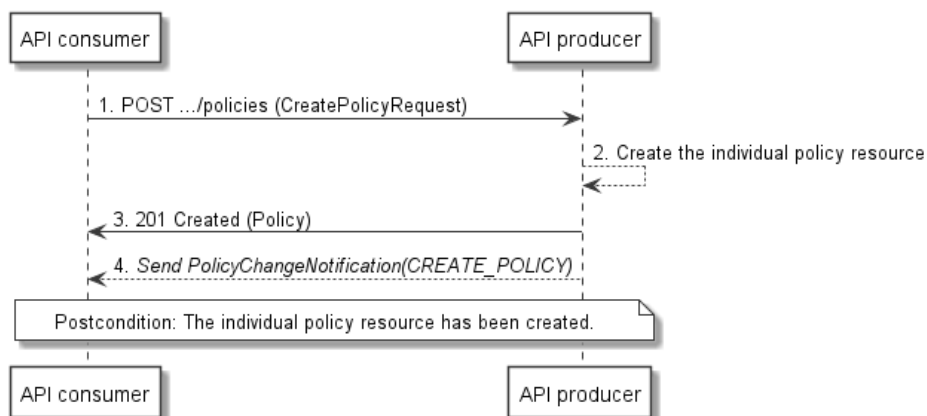 API consumer
API producer
1. POST .../policies (CreatePolicyRequest)
2. Create the individual policy resource
3. 201 Created (Policy)
4. Send PolicyChangeNotification(CREATE_POLICY)
Postcondition: The individual policy resource has been created.
API consumer
API producer